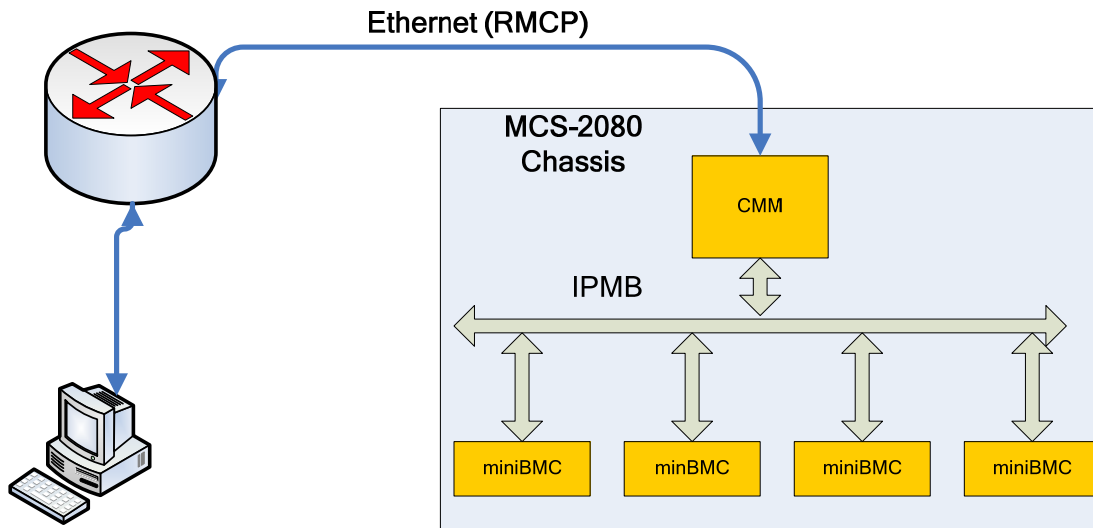 Ethernet (RMCP)
MCS-2080
Chassis
CMM
IPMB
miniBMC
minBMC
miniBMC
miniBMC